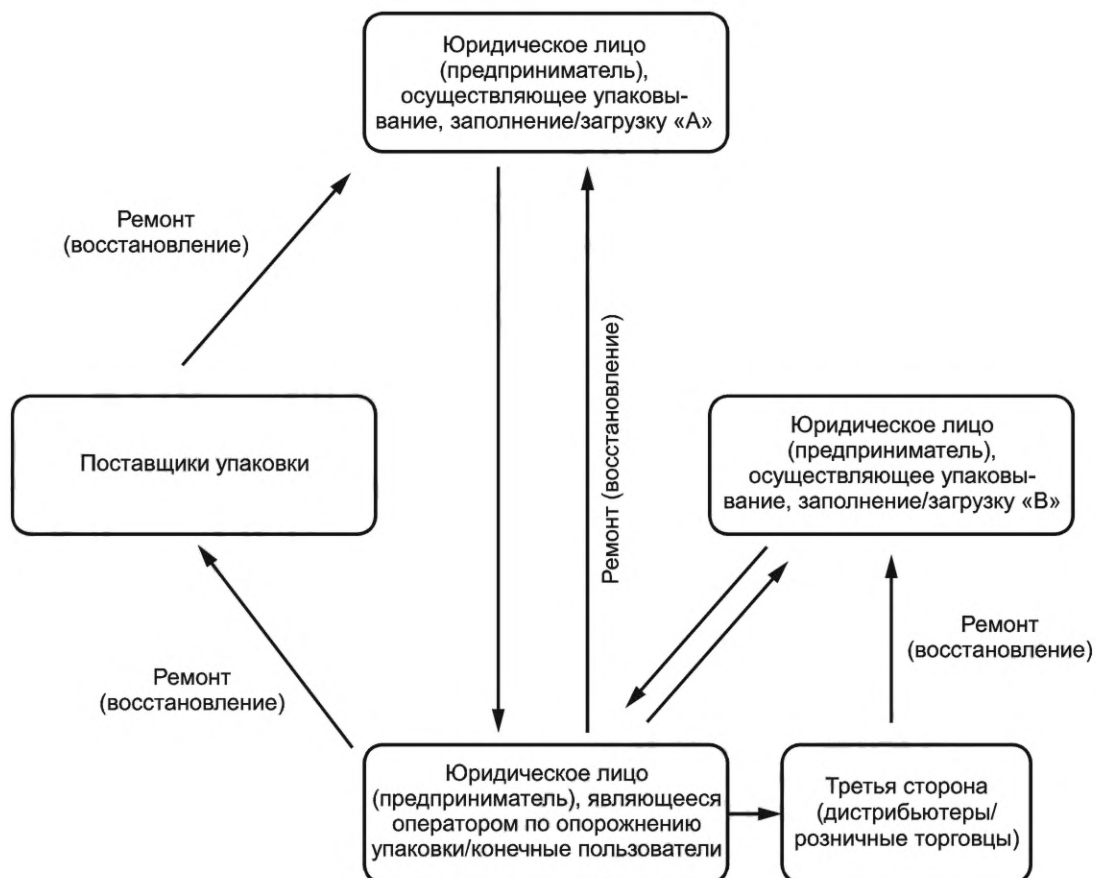 Юридическое лицо
(предприниматель),
осуществляющее упаковы-
вание, заполнение/загрузку «А»
Ремонт
(восстановление)
Ремонт (восстановление)
Поставщики упаковки
Юридическое лицо
(предприниматель),
осуществляющее упаковы-
вание, заполнение/загрузку «В»
Ремонт
(восстановление)
Ремонт
(восстановление)
Юридическое лицо
(предприниматель), являющееся
оператором по опорожнению
упаковки/конечные пользователи
Третья сторона
(дистрибьютеры/
розничные торговцы)